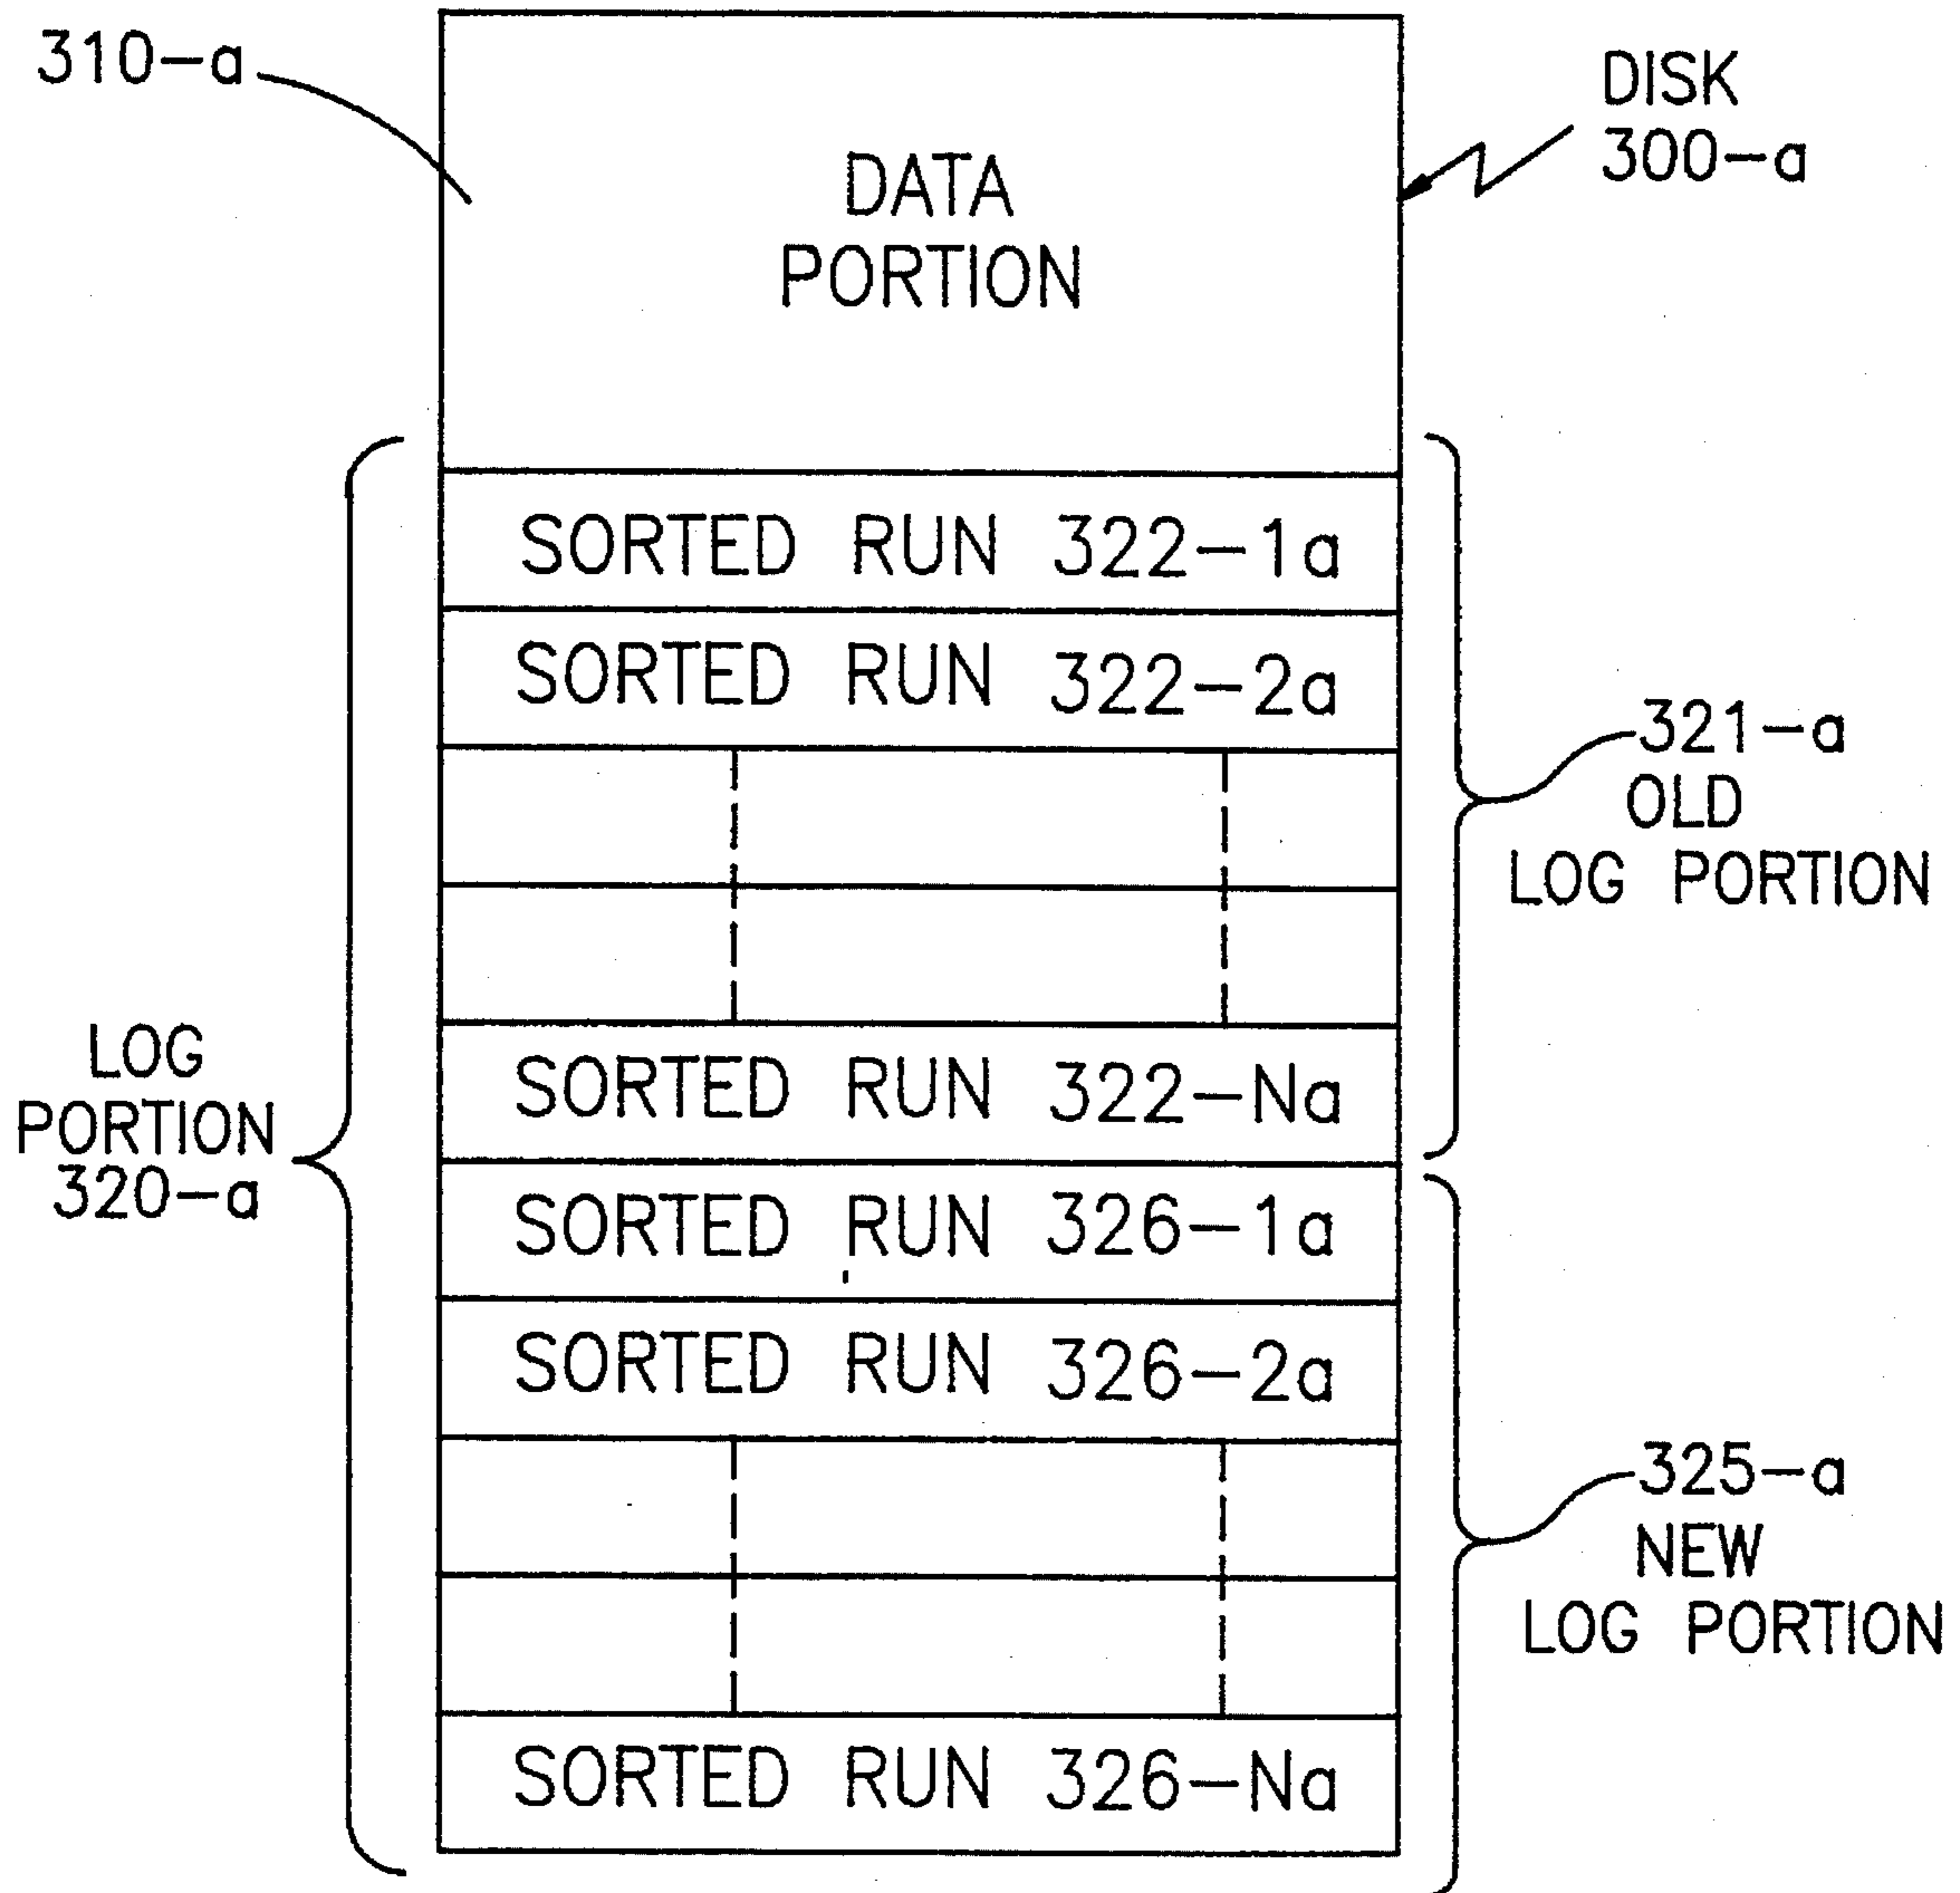 310-a
DISK
300-a
DATA
PORTION
SORTED RUN 322-1a
SORTED RUN 322-2a
321-a
OLD
LOG PORTION
LOG
PORTION
320-a
SORTED RUN 322-Na
SORTED RUN 326-1a
SORTED RUN 326-2a
325-a
NEW
LOG PORTION
SORTED RUN 326-Na